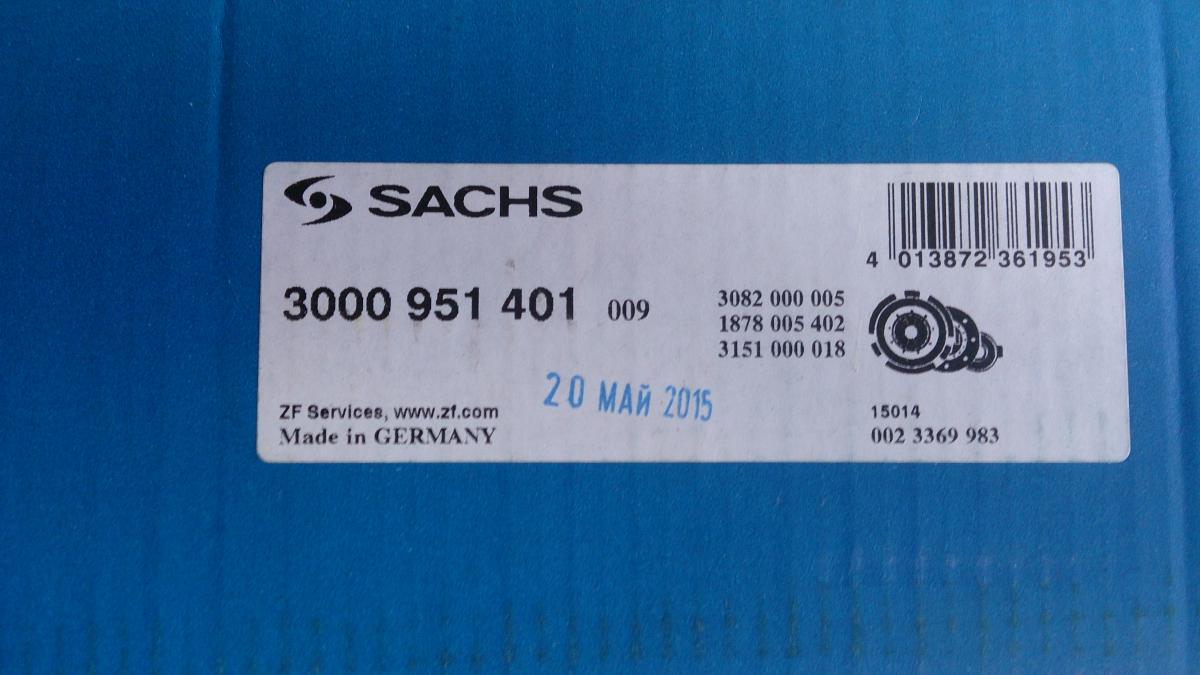 SACHS
4 013872 361953
3000 951 401 009
3082 000 005
1878 005 402
3151 000 018
20 МАЙ 2015
ZF Services, www.zf.com
Made in GERMANY
15014
002 3369 983